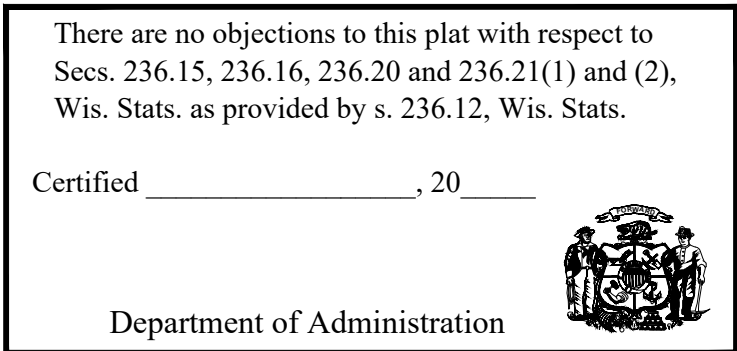 There are no objections to this plat with respect to
Secs. 236.15, 236.16, 236.20 and 236.21(1) and (2),
Wis. Stats. as provided by s. 236.12, Wis. Stats.
Certified __________________, 20_____
FORWARD
Department of Administration